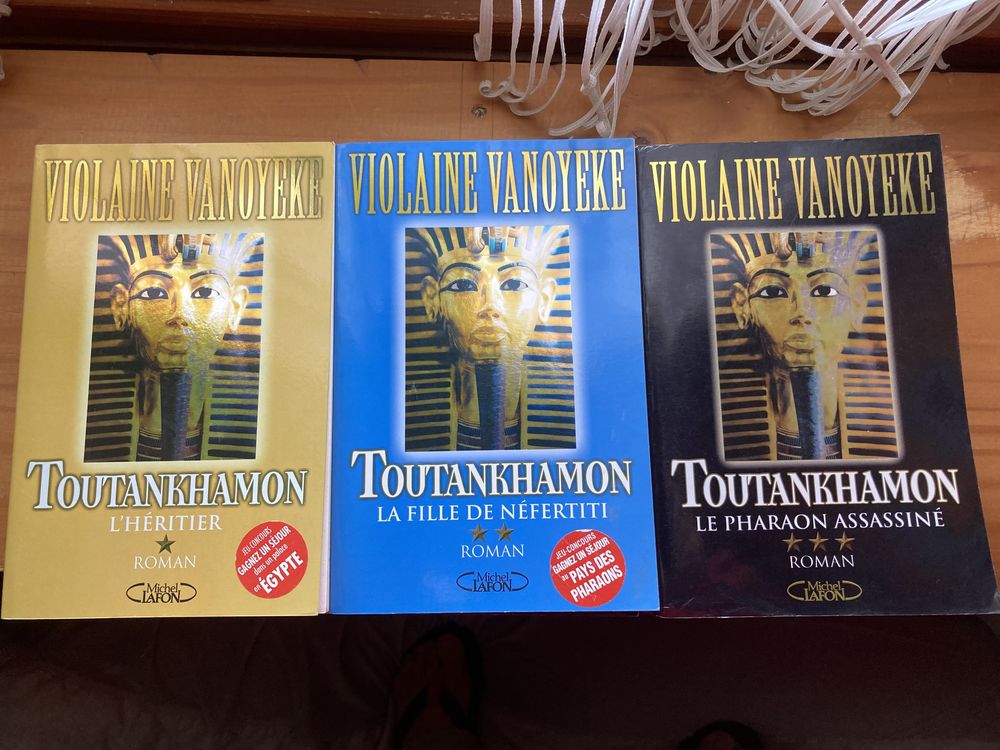 VIOLAINE VANOYEKE
TOUTANKHAMON
L'HÉRITIER
ROMAN
JEU-CONCOURS
GAGNEZ UN SÉJOUR
dans un palace
en ÉGYPTE
Michel
LAFON
VIOLAINE VANOYEKE
TOUTANKHAMON
LA FILLE DE NÉFERTITI
ROMAN
JEU-CONCOURS
GAGNEZ UN SÉJOUR
au PAYS DES
PHARAONS
Michel
LAFON
VIOLAINE VANOYEKE
TOUTANKHAMON
LE PHARAON ASSASSINÉ
ROMAN
Michel
LAFON